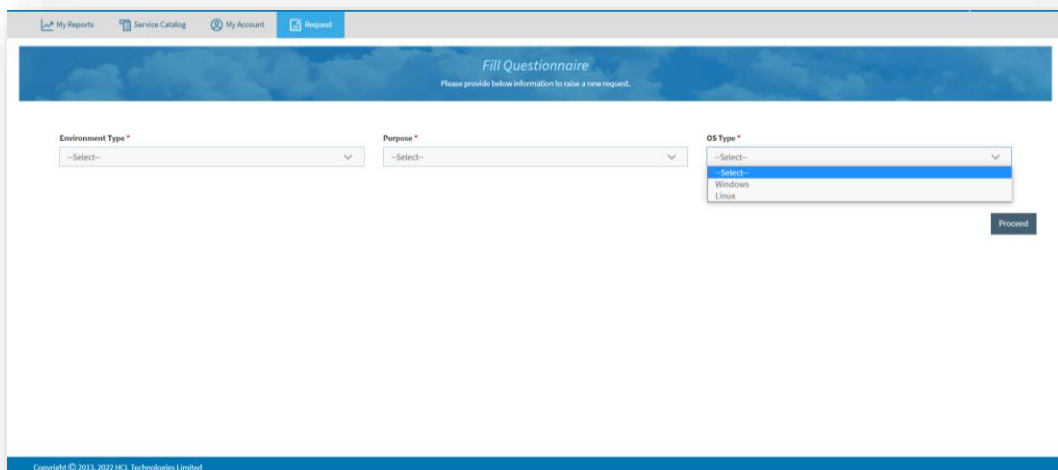 My Reports Service Catalog My Account Request
Fill Questionnaire
Please provide below information to raise a new request.
Environment Type * Purpose * OS Type *
--Select-- --Select-- --Select--
--Select--
Windows
Linux
Proceed
Copyright © 2013, 2022 HCL Technologies Limited